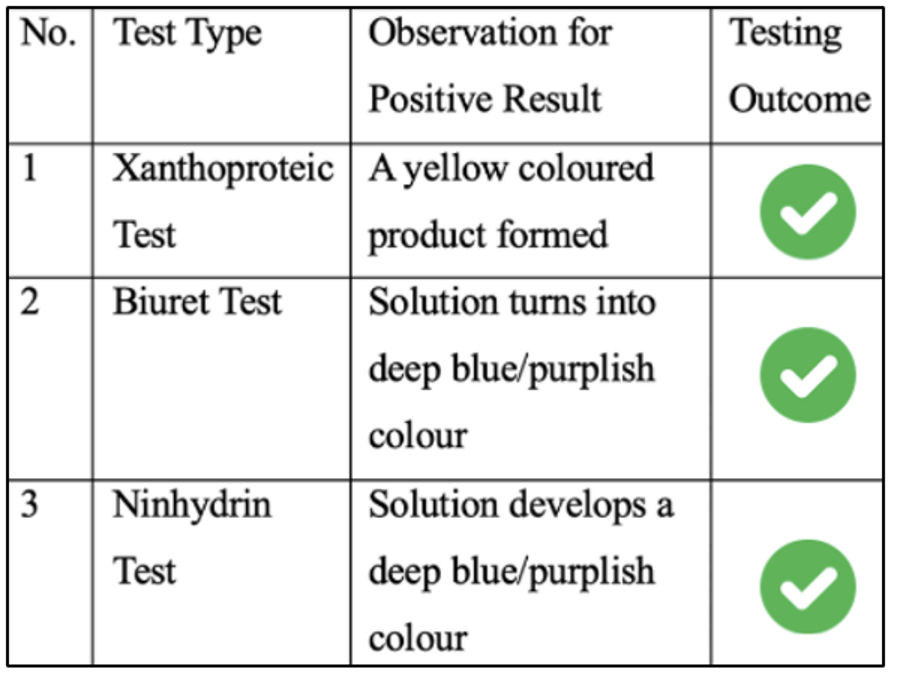 No.
Test Type
Observation for
Positive Result
Testing
Outcome
1
Xanthoproteic
Test
A yellow coloured
product formed
2
Biuret Test
Solution turns into
deep blue/purplish
colour
3
Ninhydrin
Test
Solution develops a
deep blue/purplish
colour